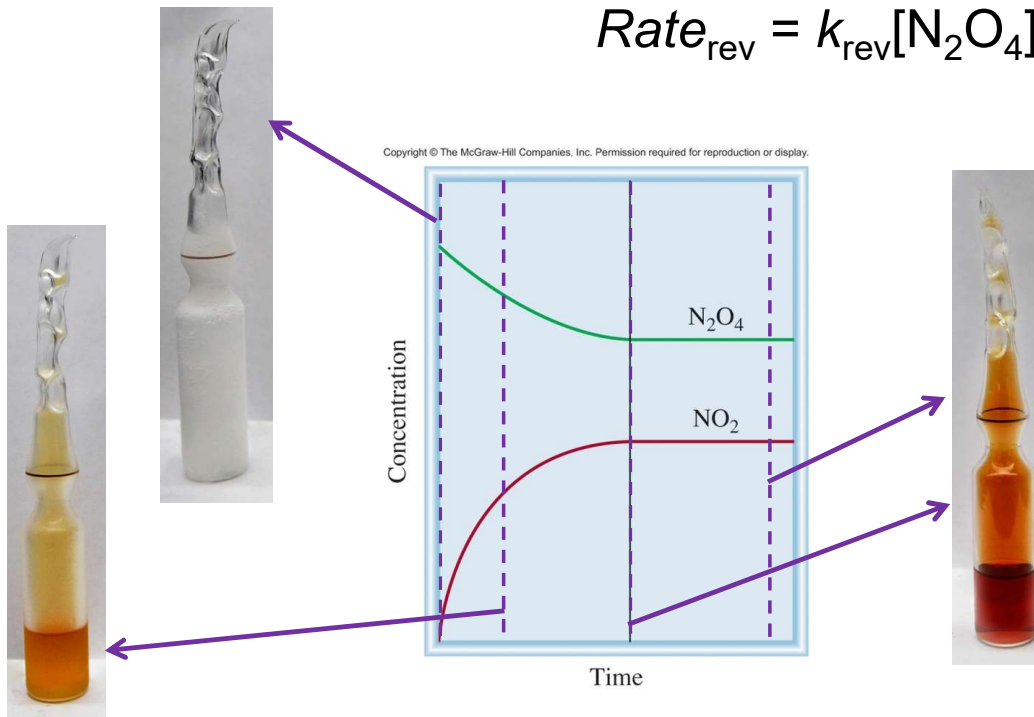 Rate_rev = k_rev[N₂O₄]
Copyright © The McGraw-Hill Companies, Inc. Permission required for reproduction or display.
N₂O₄
NO₂
Concentration
Time